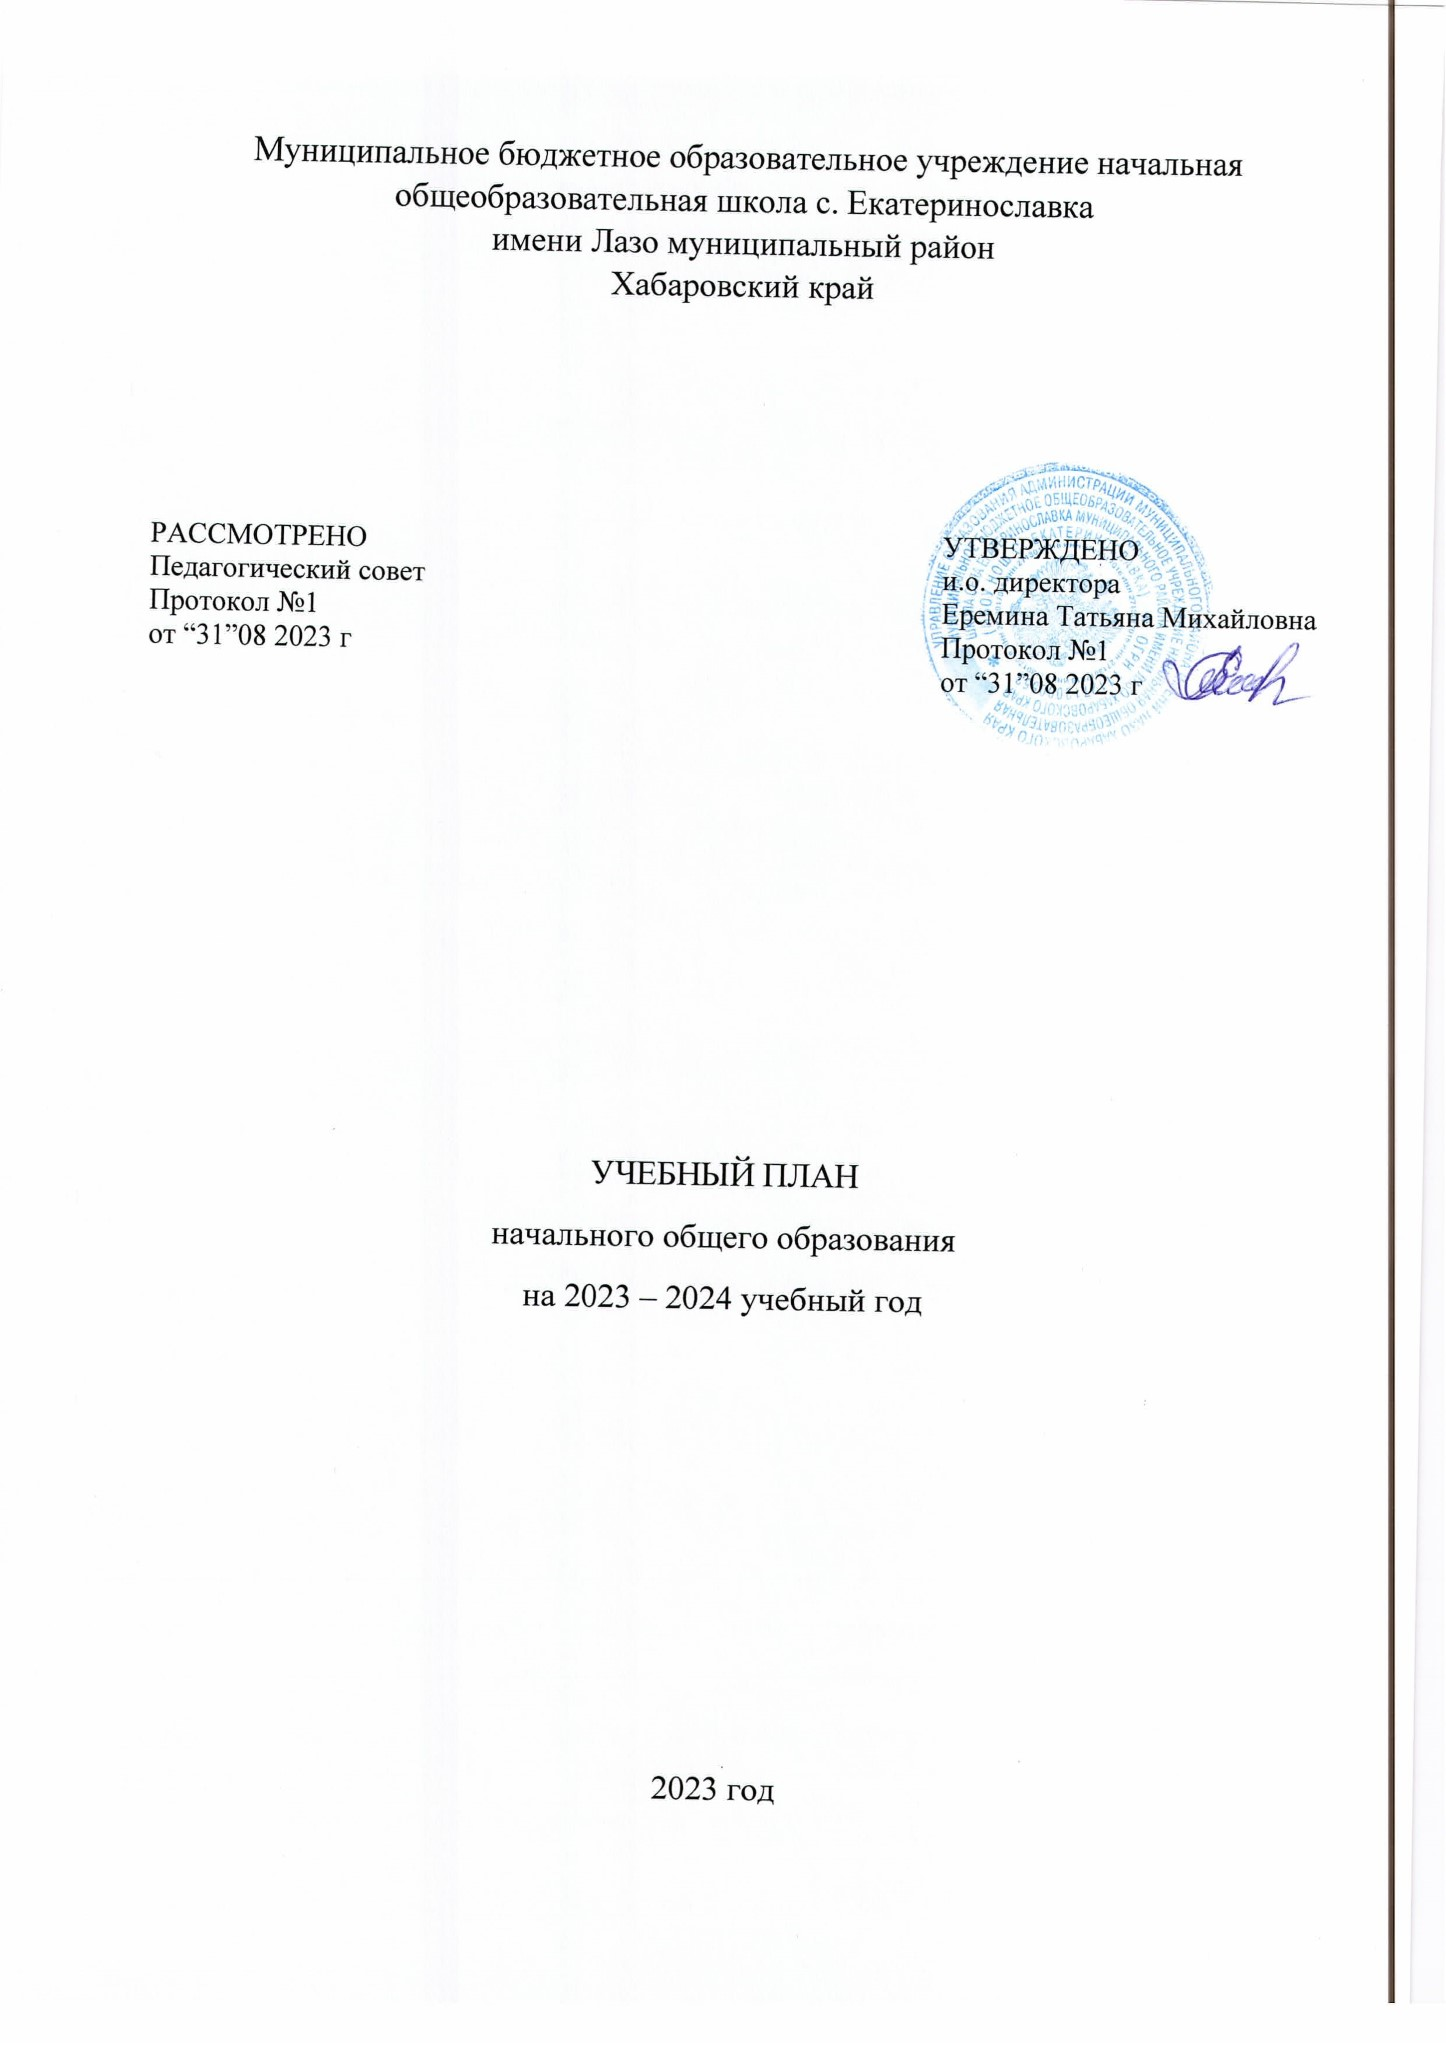 Муниципальное бюджетное образовательное учреждение начальная
общеобразовательная школа с. Екатеринославка
имени Лазо муниципальный район
Хабаровский край
РАССМОТРЕНО
Педагогический совет
Протокол №1
от “31”08 2023 г
УТВЕРЖДЕНО
и.о. директора
Еремина Татьяна Михайловна
Протокол №1
от “31”08 2023 г
УЧЕБНЫЙ ПЛАН
начального общего образования
на 2023 – 2024 учебный год
2023 год